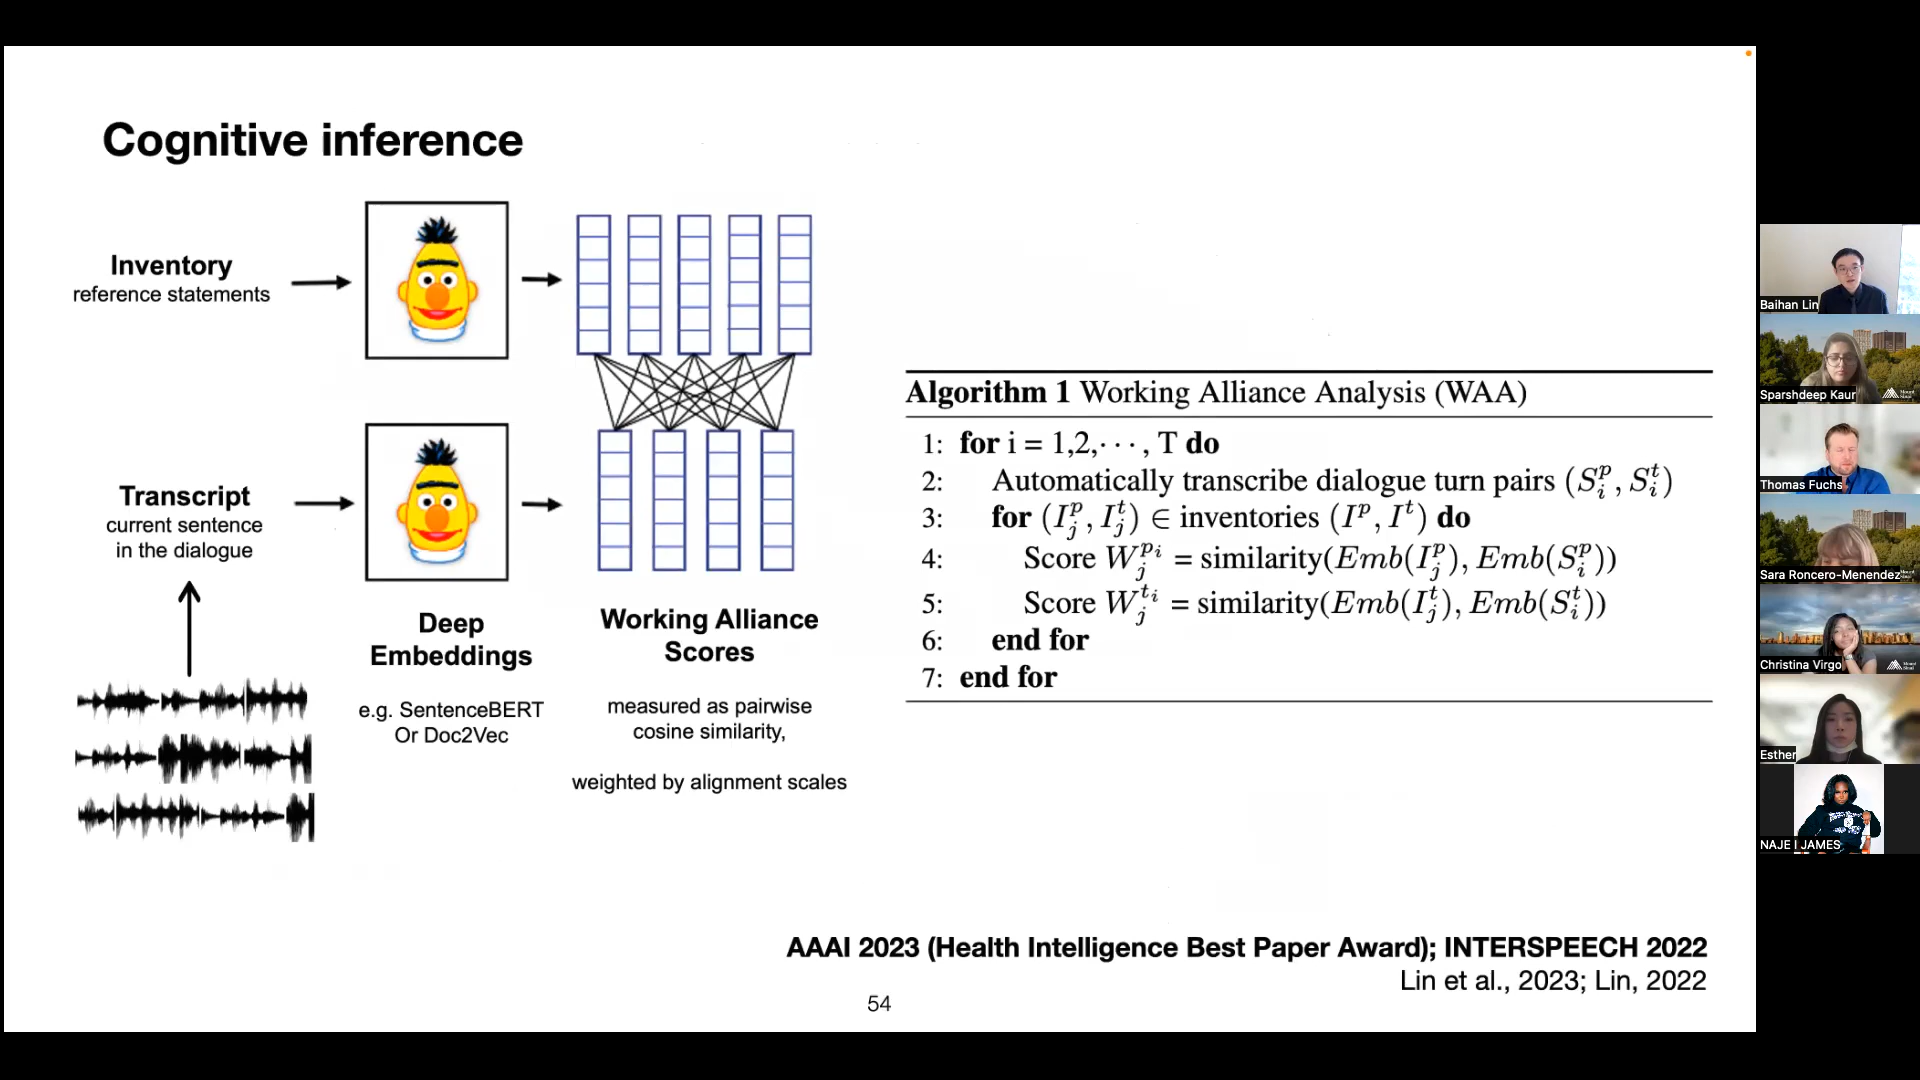 Cognitive inference
Inventory
reference statements
Transcript
current sentence
in the dialogue
Deep
Embeddings
e.g. SentenceBERT
Or Doc2Vec
Working Alliance
Scores
measured as pairwise
cosine similarity,
weighted by alignment scales
Algorithm 1 Working Alliance Analysis (WAA)
1: for i = 1,2,⋯, T do
2: Automatically transcribe dialogue turn pairs (S_i^p, S_i^t)
3: for (I_j^p, I_j^t) ∈ inventories (I^p, I^t) do
4: Score W_j^{p_i} = similarity(Emb(I_j^p), Emb(S_i^p))
5: Score W_j^{t_i} = similarity(Emb(I_j^t), Emb(S_i^t))
6: end for
7: end for
AAAI 2023 (Health Intelligence Best Paper Award); INTERSPEECH 2022
Lin et al., 2023; Lin, 2022
54
Baihan Lin
Sparshdeep Kaur
Thomas Fuchs
Sara Roncero-Menendez
Christina Virgo
Esther
NAJE I JAMES